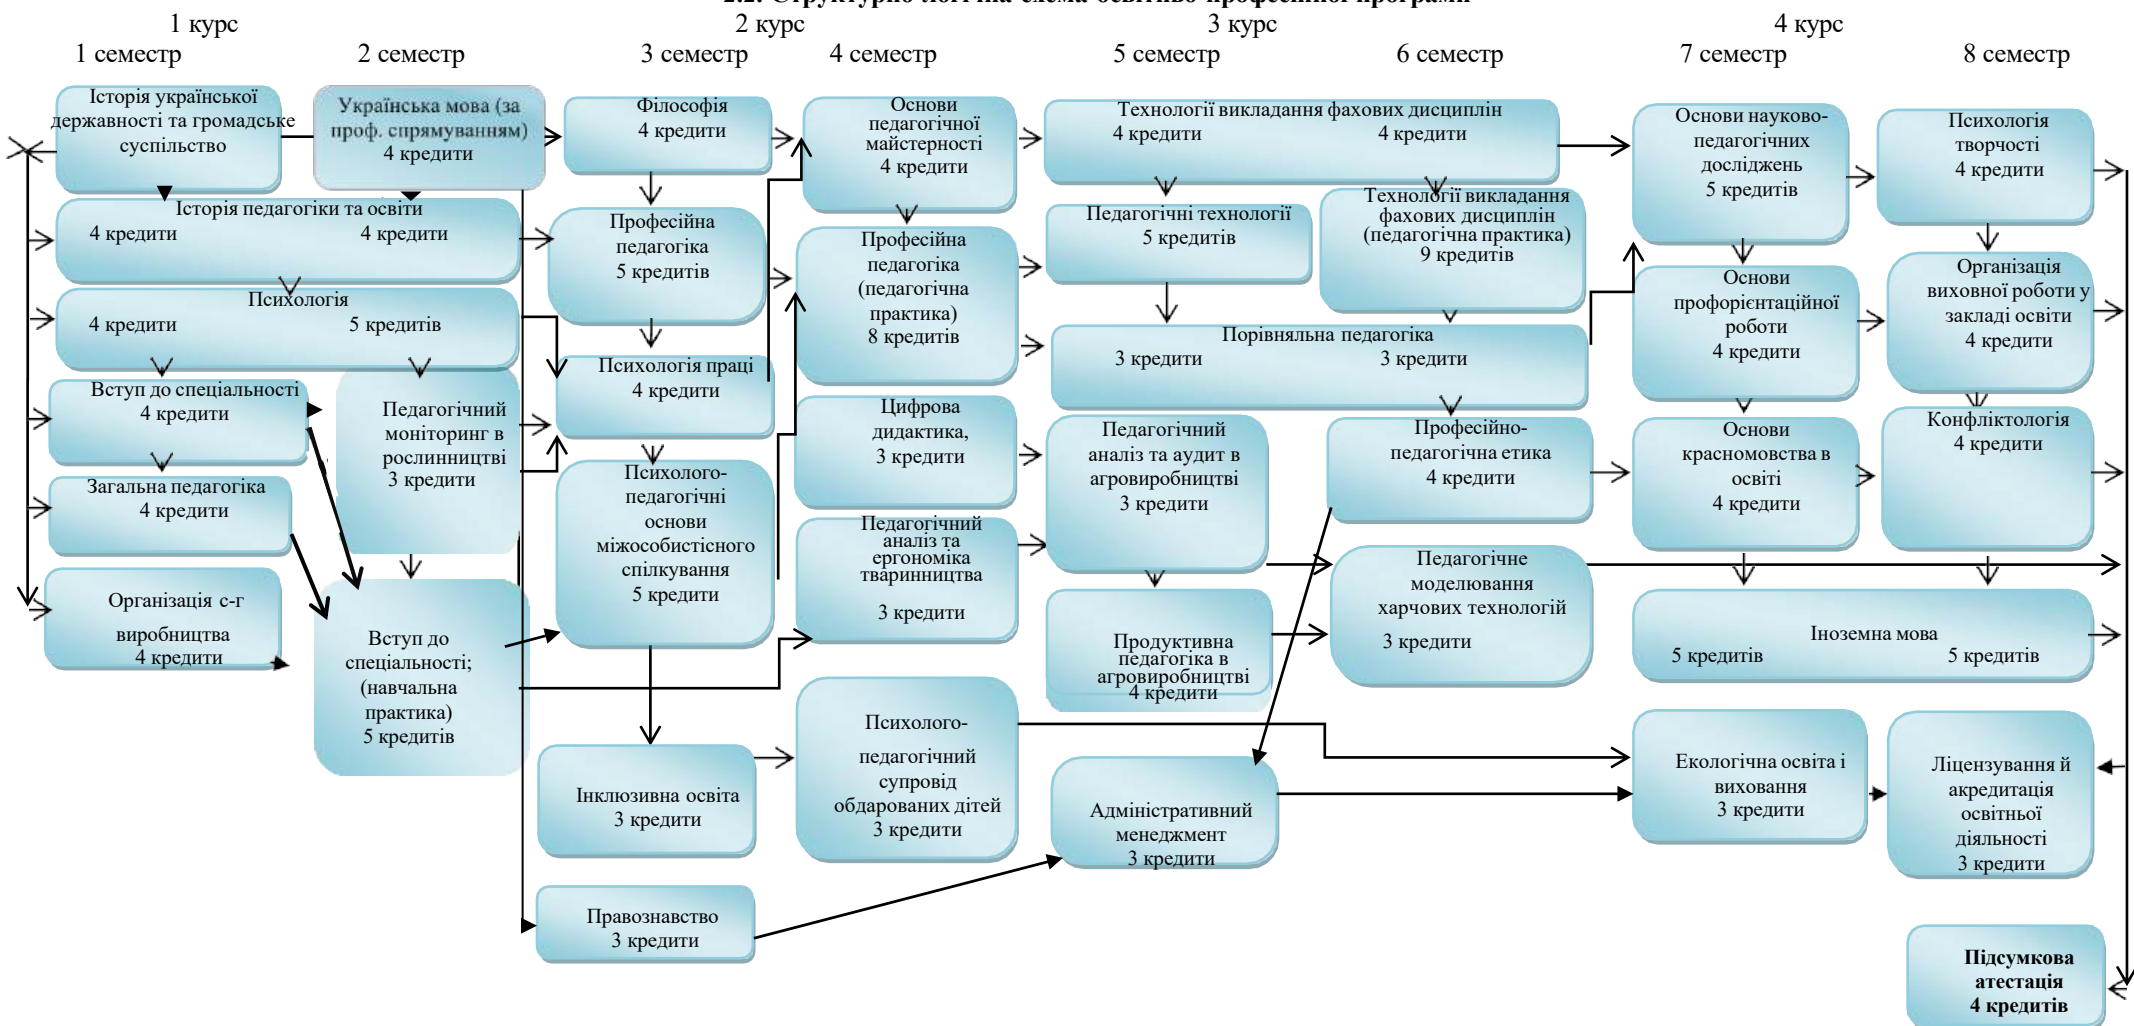 2.2. Структурно-логічна схема освітньо-професійної програми
1 курс
2 курс
3 курс
4 курс
1 семестр
2 семестр
3 семестр
4 семестр
5 семестр
6 семестр
7 семестр
8 семестр
Історія української
державності та громадське
суспільство
Історія педагогіки та освіти
4 кредити
4 кредити
Психологія
4 кредити
5 кредитів
Вступ до спеціальності
4 кредити
Загальна педагогіка
4 кредити
Організація с-г
виробництва
4 кредити
Українська мова (за
проф. спрямуванням)
4 кредити
Педагогічний
моніторинг в
рослинництві
3 кредити
Вступ до
спеціальності;
(навчальна
практика)
5 кредитів
Філософія
4 кредити
Професійна
педагогіка
5 кредитів
Психологія праці
4 кредити
Психолого-
педагогічні
основи
міжособистісного
спілкування
5 кредити
Інклюзивна освіта
3 кредити
Правознавство
3 кредити
Основи
педагогічної
майстерності
4 кредити
Професійна
педагогіка
(педагогічна
практика)
8 кредитів
Цифрова
дидактика,
3 кредити
Педагогічний
аналіз та
ергономіка
тваринництва
3 кредити
Психолого-
педагогічний
супровід
обдарованих дітей
3 кредити
Технології викладання фахових дисциплін
4 кредити
4 кредити
Педагогічні технології
5 кредитів
Технології викладання
фахових дисциплін
(педагогічна практика)
9 кредитів
Порівняльна педагогіка
3 кредити
3 кредити
Педагогічний
аналіз та аудит в
агровиробництві
3 кредити
Продуктивна
педагогіка в
агровиробництві
4 кредити
Адміністративний
менеджмент
3 кредити
Професійно-
педагогічна етика
4 кредити
Педагогічне
моделювання
харчових технологій
3 кредити
Основи науково-
педагогічних
досліджень
5 кредитів
Основи
профорієнтаційної
роботи
4 кредити
Основи
красномовства в
освіті
4 кредити
Іноземна мова
5 кредитів
5 кредитів
Екологічна освіта і
виховання
3 кредити
Психологія
творчості
4 кредити
Організація
виховної роботи у
закладі освіти
4 кредити
Конфліктологія
4 кредити
Ліцензування й
акредитація
освітньої
діяльності
3 кредити
Підсумкова
атестація
4 кредитів